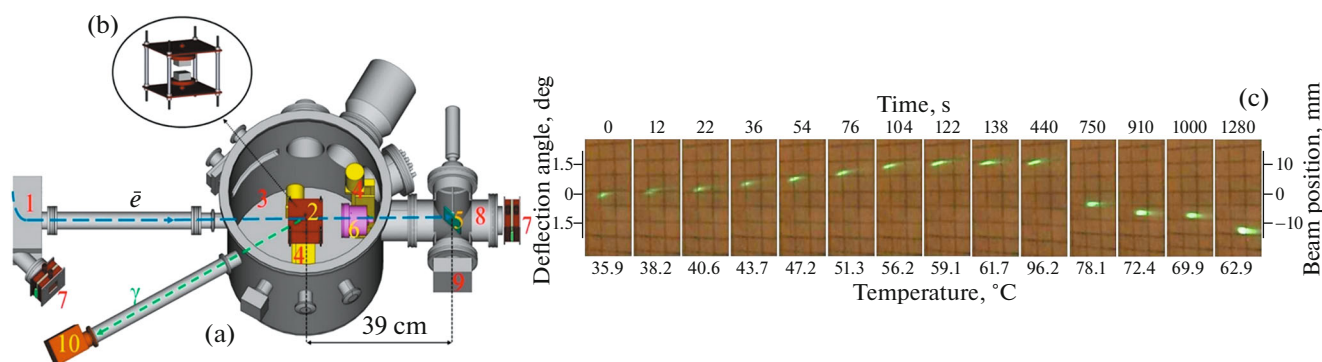 (b)
1
ē
3
2
4
4
6
5
8
7
7
9
γ
10
(a)
39 cm
(c)
Time, s
0 12 22 36 54 76 104 122 138 440 750 910 1000 1280
Deflection angle, deg
1.5
0
1.5
Beam position, mm
10
0
−10
35.9 38.2 40.6 43.7 47.2 51.3 56.2 59.1 61.7 96.2 78.1 72.4 69.9 62.9
Temperature, °C